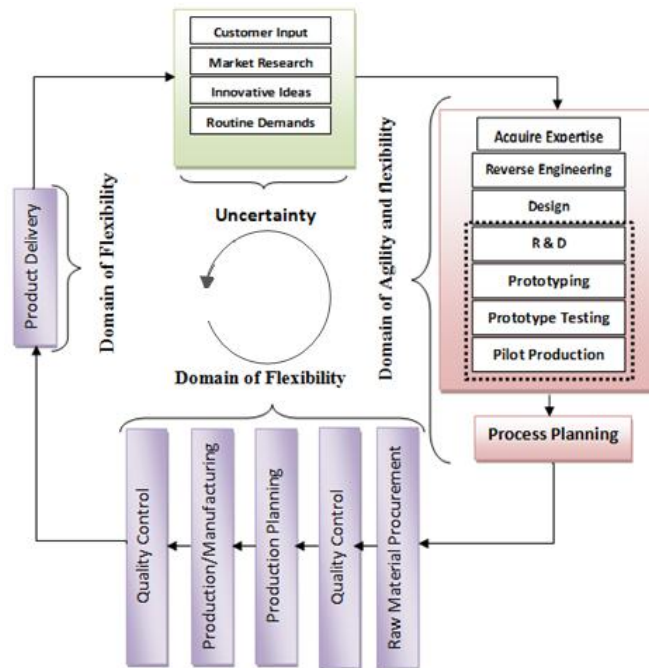 Customer Input
Market Research
Innovative Ideas
Routine Demands
Uncertainty
Acquire Expertise
Reverse Engineering
Design
R & D
Prototyping
Prototype Testing
Pilot Production
Domain of Agility and flexibility
Process Planning
Raw Material Procurement
Quality Control
Production Planning
Production/Manufacturing
Quality Control
Domain of Flexibility
Product Delivery
Domain of Flexibility